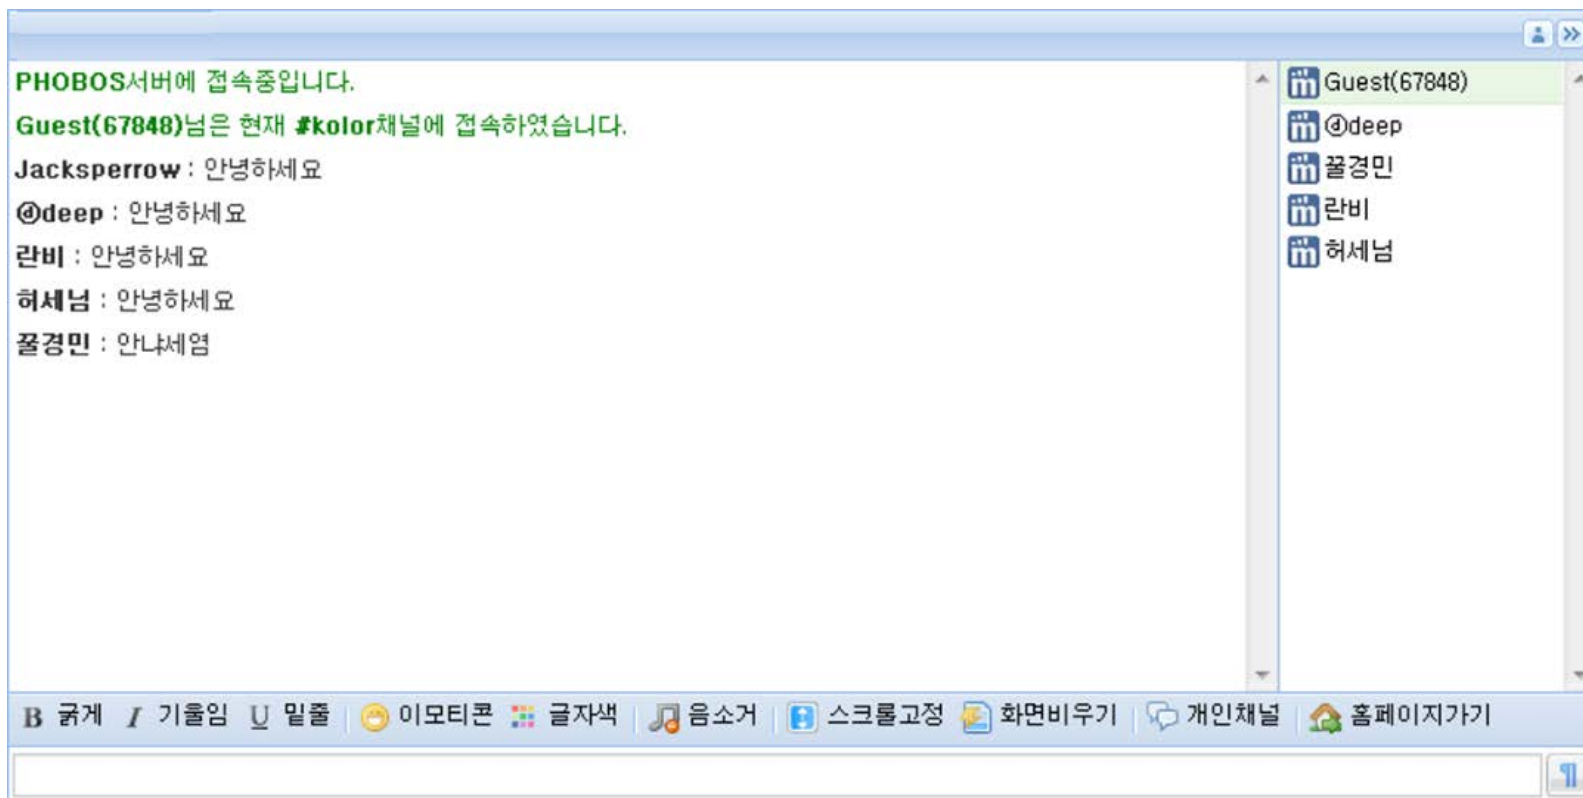 PHOBOS서버에 접속중입니다.
Guest(67848)님은 현재 #kolor채널에 접속하였습니다.
Jacksperrow : 안녕하세요
@deep : 안녕하세요
란비 : 안녕하세요
허세넘 : 안녕하세요
꿀경민 : 안냐세염
Guest(67848)
@deep
꿀경민
란비
허세넘
B 굵게 I 기울임 U 밑줄 이모티콘 글자색 음소거 스크롤고정 화면비우기 개인채널 홈페이지가기